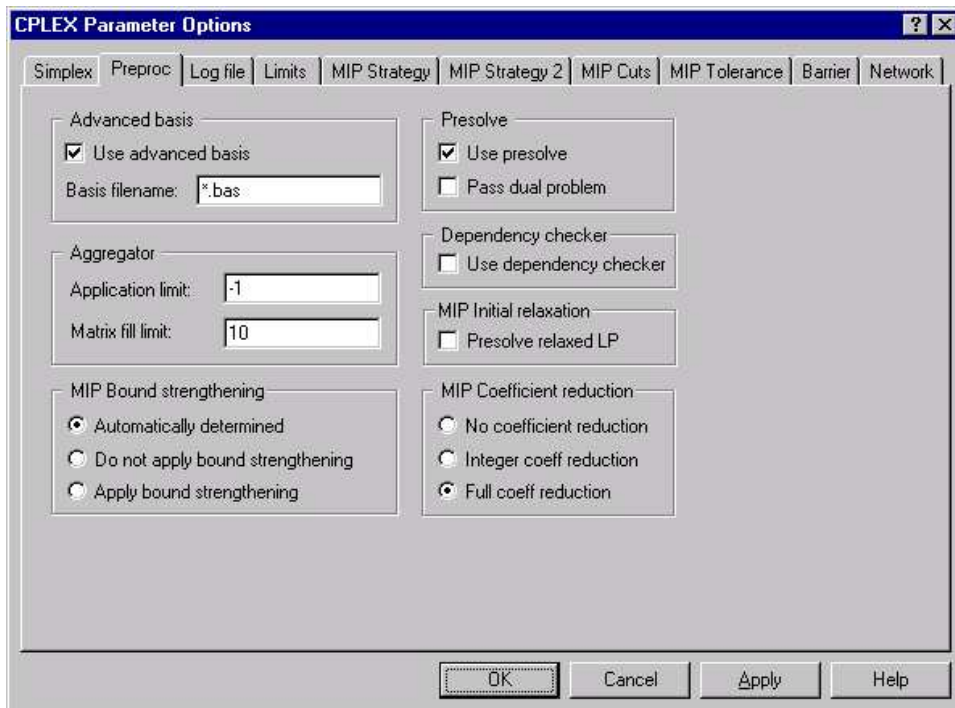 CPLEX Parameter Options
Simplex Preproc Log file Limits MIP Strategy MIP Strategy 2 MIP Cuts MIP Tolerance Barrier Network
Advanced basis
Use advanced basis
Basis filename: *.bas
Aggregator
Application limit: -1
Matrix fill limit: 10
MIP Bound strengthening
Automatically determined
Do not apply bound strengthening
Apply bound strengthening
Presolve
Use presolve
Pass dual problem
Dependency checker
Use dependency checker
MIP Initial relaxation
Presolve relaxed LP
MIP Coefficient reduction
No coefficient reduction
Integer coeff reduction
Full coeff reduction
OK Cancel Apply Help